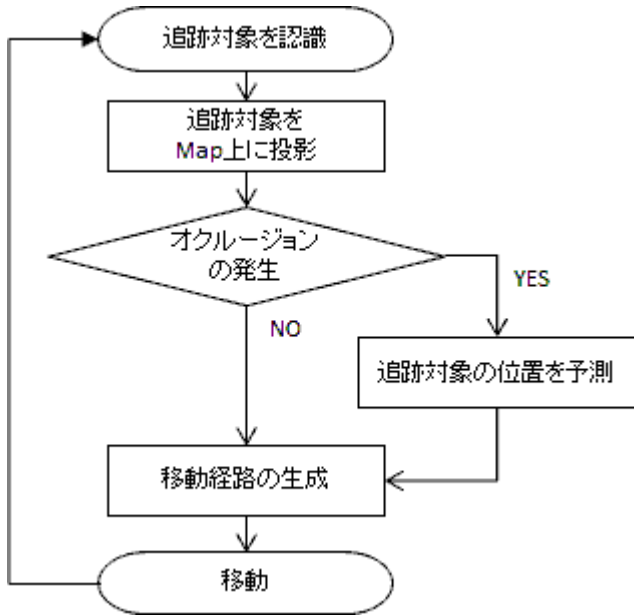 追跡対象を認識
追跡対象を
Map上に投影
オクルージョン
の発生
YES
NO
追跡対象の位置を予測
移動経路の生成
移動